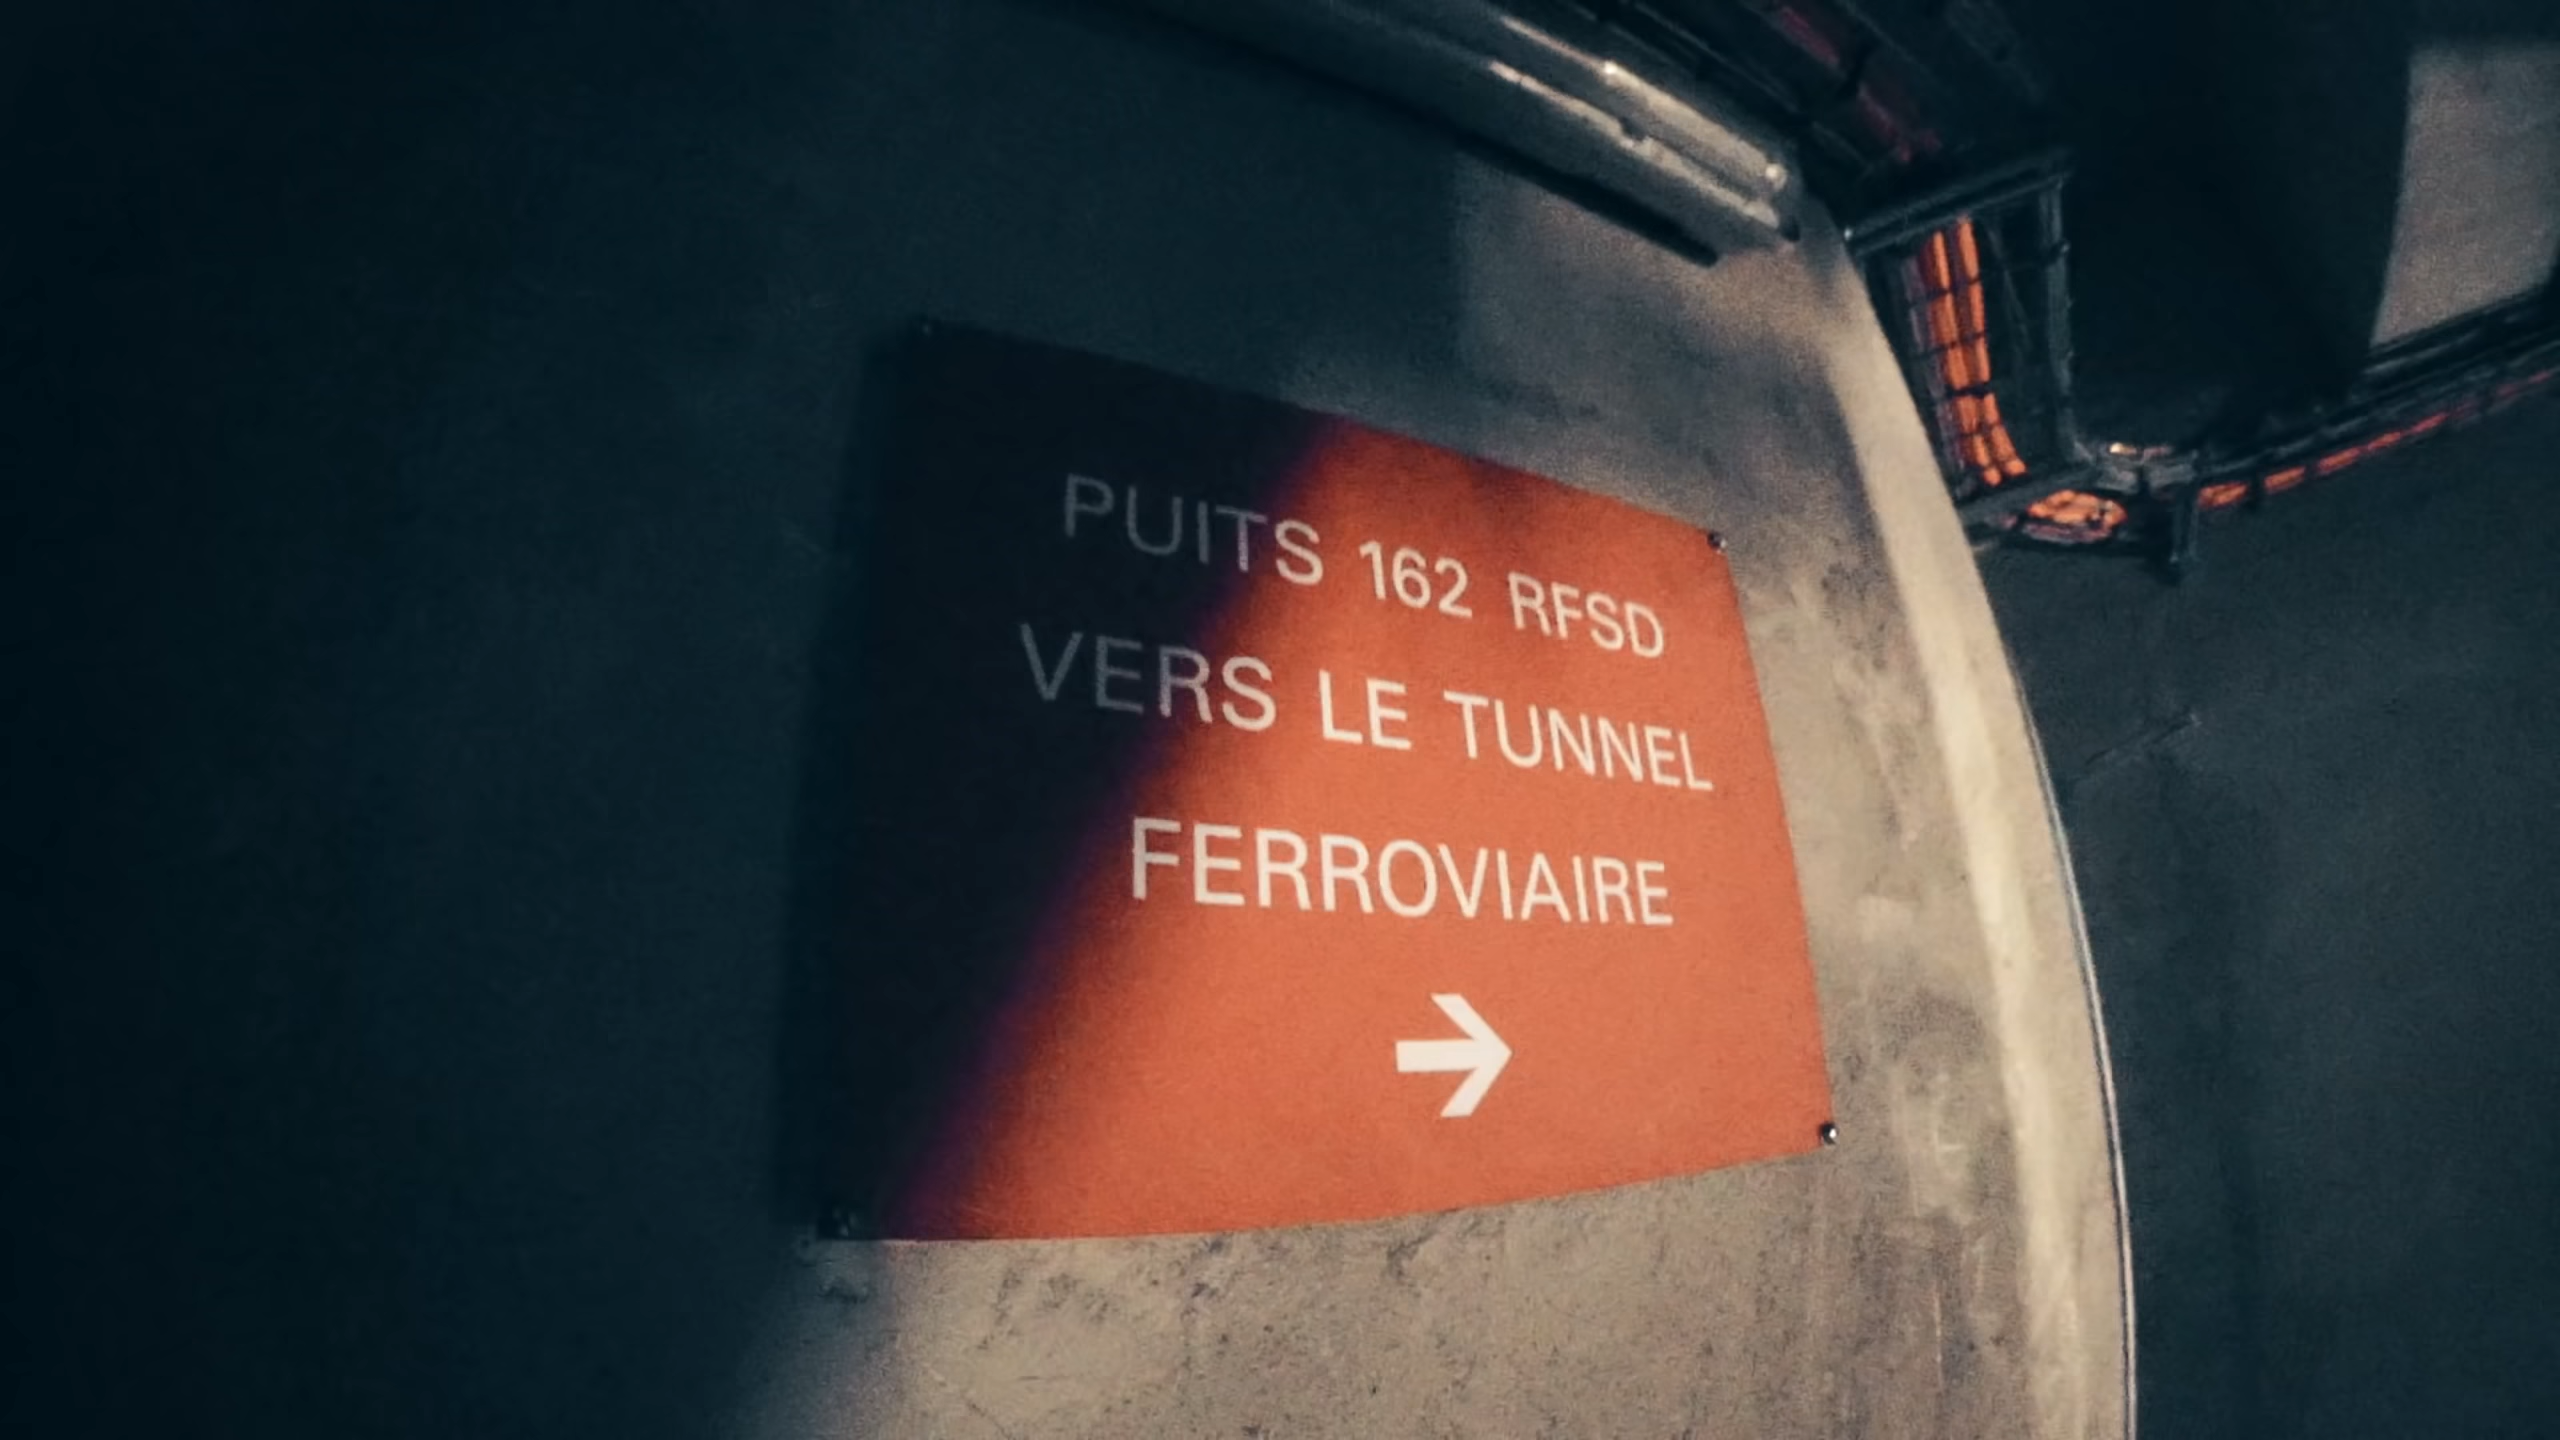 PUITS 162 RFSD
VERS LE TUNNEL
FERROVIAIRE
→